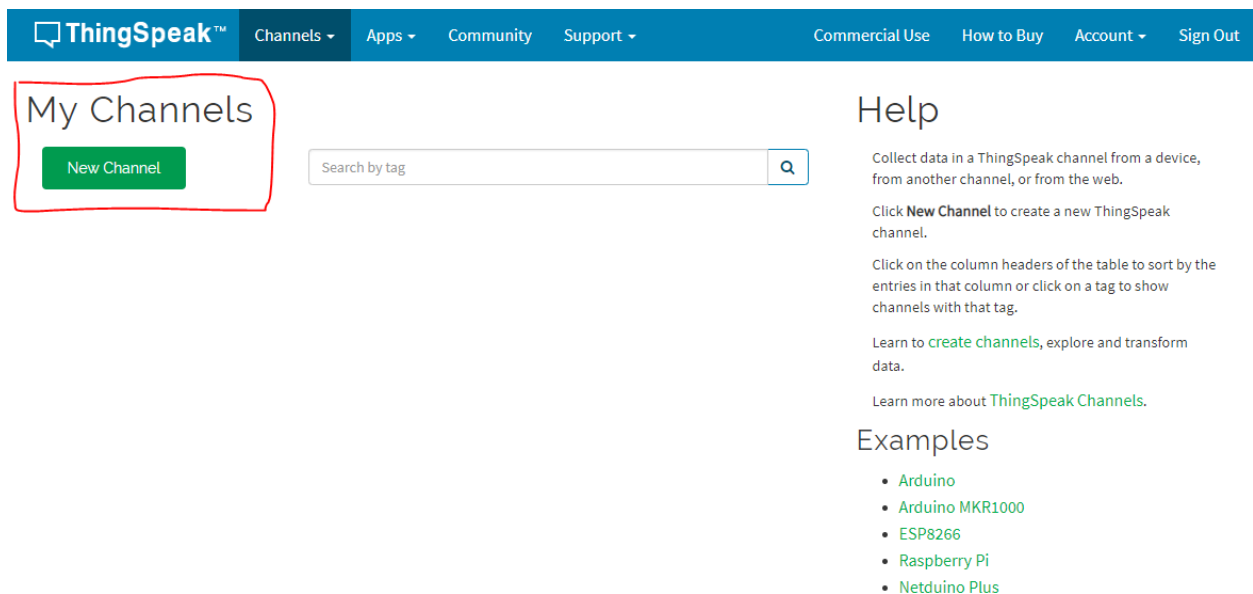 ThingSpeak™ Channels Apps Community Support Commercial Use How to Buy Account Sign Out
My Channels
New Channel
Search by tag
Help
Collect data in a ThingSpeak channel from a device,
from another channel, or from the web.
Click New Channel to create a new ThingSpeak
channel.
Click on the column headers of the table to sort by the
entries in that column or click on a tag to show
channels with that tag.
Learn to create channels, explore and transform
data.
Learn more about ThingSpeak Channels.
Examples
• Arduino
• Arduino MKR1000
• ESP8266
• Raspberry Pi
• Netduino Plus